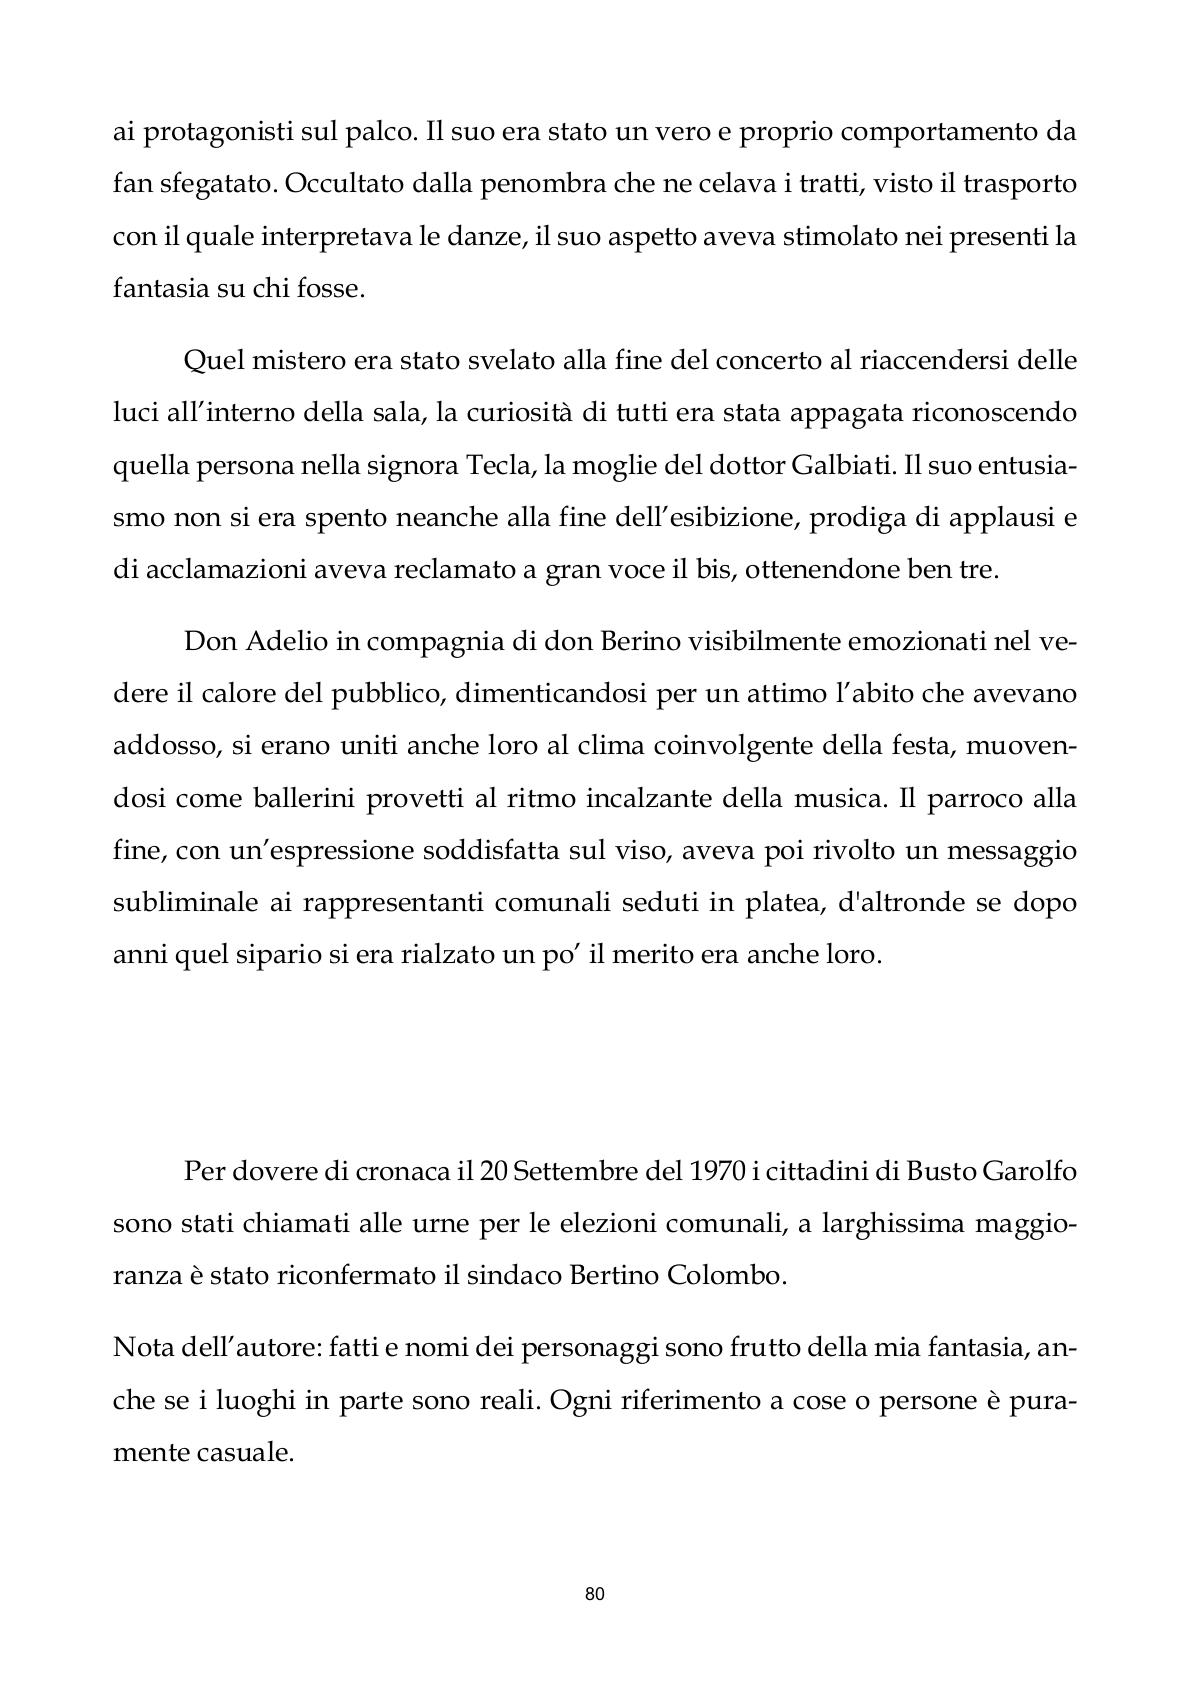 ai protagonisti sul palco. Il suo era stato un vero e proprio comportamento da
fan sfegatato. Occultato dalla penombra che ne celava i tratti, visto il trasporto
con il quale interpretava le danze, il suo aspetto aveva stimolato nei presenti la
fantasia su chi fosse.
Quel mistero era stato svelato alla fine del concerto al riaccendersi delle
luci all’interno della sala, la curiosità di tutti era stata appagata riconoscendo
quella persona nella signora Tecla, la moglie del dottor Galbiati. Il suo entusia-
smo non si era spento neanche alla fine dell’esibizione, prodiga di applausi e
di acclamazioni aveva reclamato a gran voce il bis, ottenendone ben tre.
Don Adelio in compagnia di don Berino visibilmente emozionati nel ve-
dere il calore del pubblico, dimenticandosi per un attimo l’abito che avevano
addosso, si erano uniti anche loro al clima coinvolgente della festa, muoven-
dosi come ballerini provetti al ritmo incalzante della musica. Il parroco alla
fine, con un’espressione soddisfatta sul viso, aveva poi rivolto un messaggio
subliminale ai rappresentanti comunali seduti in platea, d'altronde se dopo
anni quel sipario si era rialzato un po’ il merito era anche loro.
Per dovere di cronaca il 20 Settembre del 1970 i cittadini di Busto Garolfo
sono stati chiamati alle urne per le elezioni comunali, a larghissima maggio-
ranza è stato riconfermato il sindaco Bertino Colombo.
Nota dell’autore: fatti e nomi dei personaggi sono frutto della mia fantasia, an-
che se i luoghi in parte sono reali. Ogni riferimento a cose o persone è pura-
mente casuale.
80